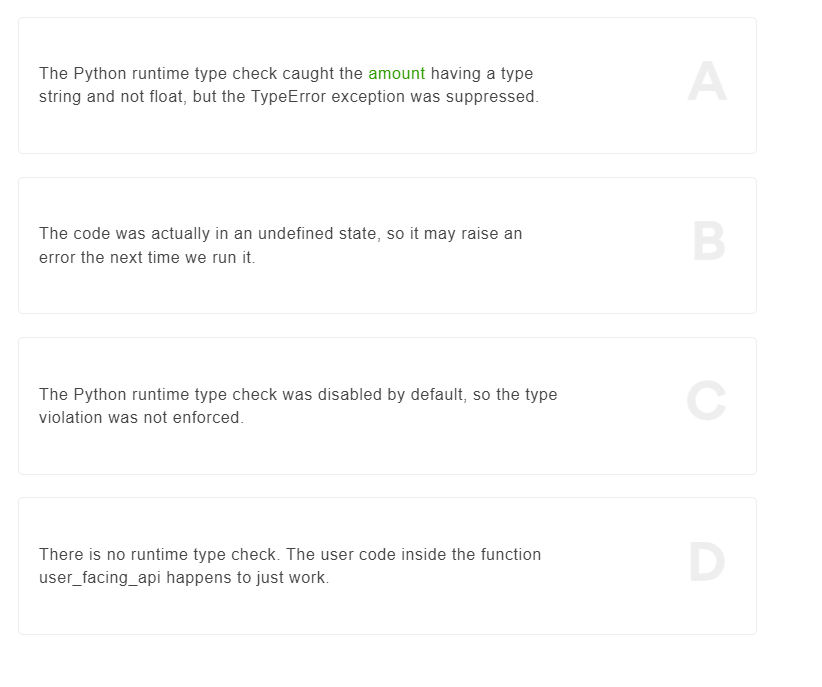 The Python runtime type check caught the amount having a type
string and not float, but the TypeError exception was suppressed.
A
The code was actually in an undefined state, so it may raise an
error the next time we run it.
B
The Python runtime type check was disabled by default, so the type
violation was not enforced.
C
There is no runtime type check. The user code inside the function
user_facing_api happens to just work.
D